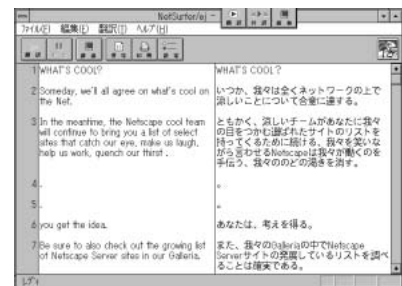 NetSurfer/ej
ファイル(F) 編集(E) 翻訳(T) ヘルプ(H)
1 WHAT'S COOL?
WHAT'S COOL?
2 Someday, we'll all agree on what's cool on
the Net.
いつか、我々は全くネットワークの上で
涼しいことについて合意に達する。
3 In the meantime, the Netscape cool team
will continue to bring you a list of select
sites that catch our eye, make us laugh,
help us work, quench our thirst .
ともかく、涼しいチームがあなたに我々
の目をつかむ選ばれたサイトのリストを
持ってくるために続ける、我々を笑いな
がら言わせるNetscapeは我々が働くのを
手伝う、我々ののどの渇きを消す。
4 .
。
5 .
。
6 you get the idea.
あなたは、考えを得る。
7 Be sure to also check out the growing list
of Netscape Server sites in our Galleria.
また、我々のGalleriaの中でNetscape
Serverサイトの発展しているリストを調べ
ることは確実である。
レディ